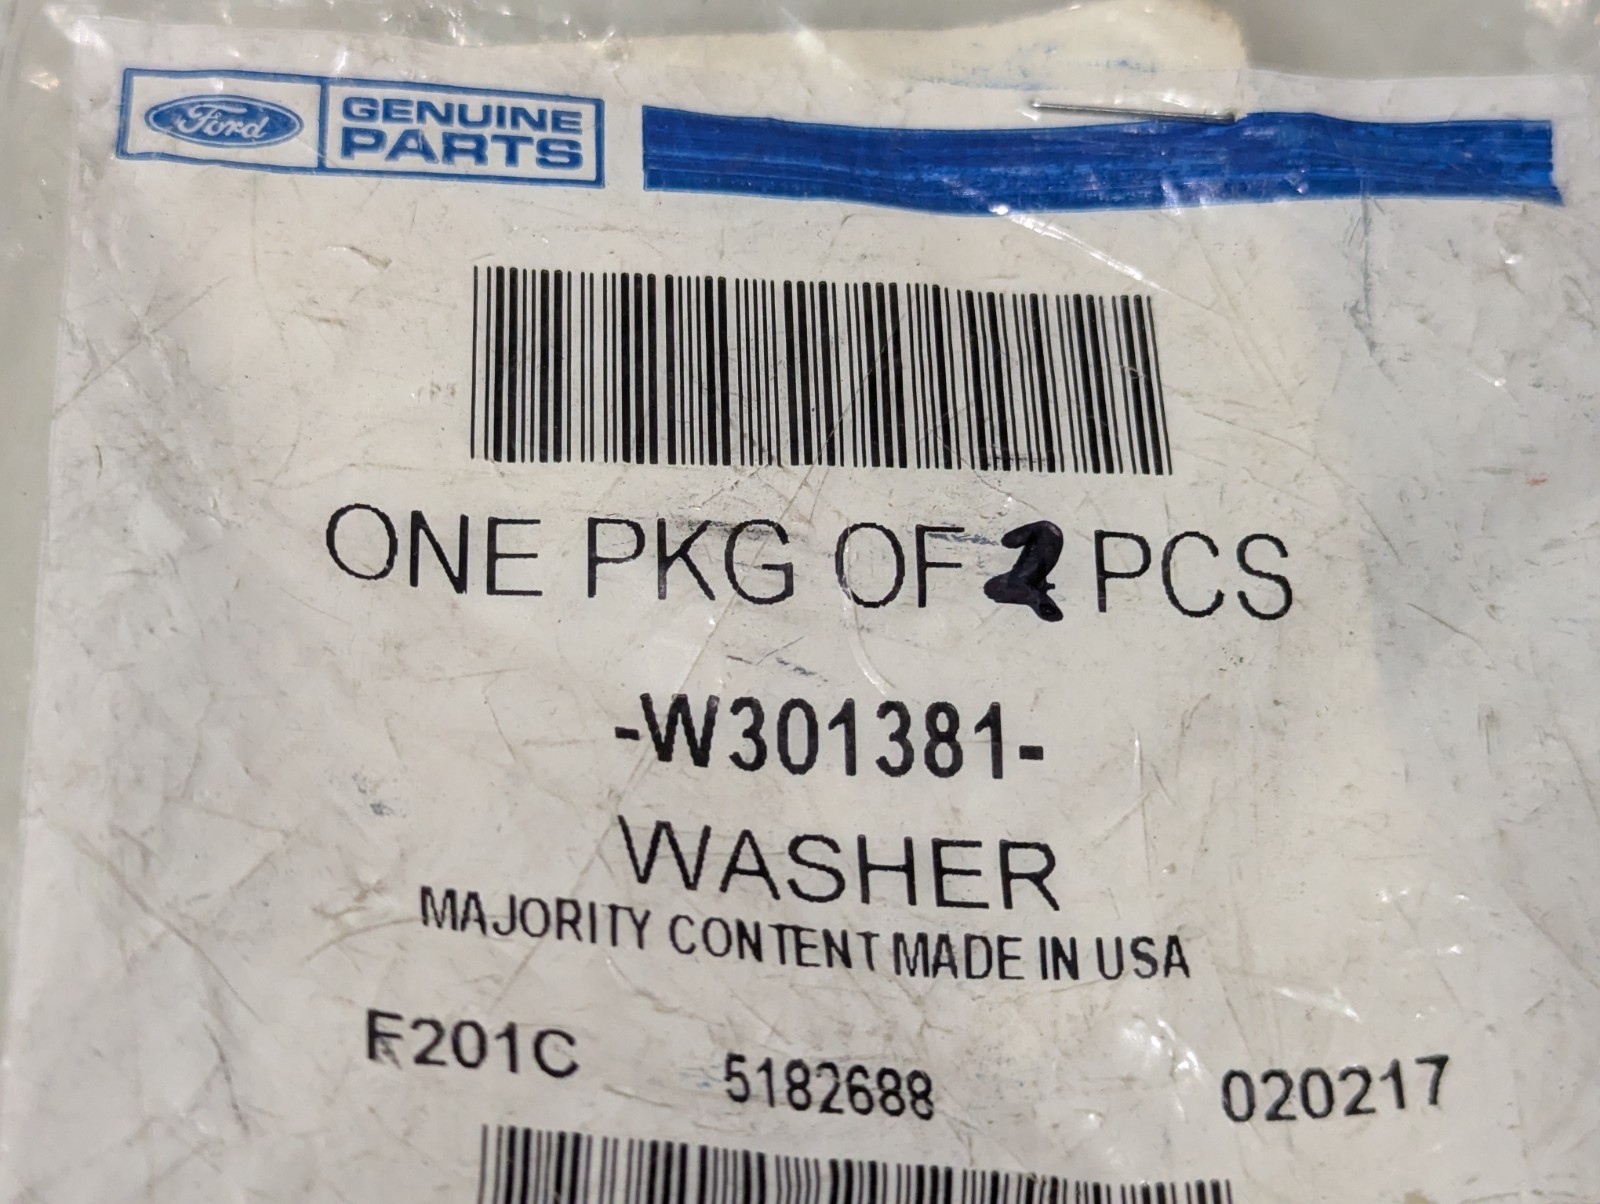 Ford GENUINE
PARTS
ONE PKG OF 2 PCS
-W301381-
WASHER
MAJORITY CONTENT MADE IN USA
F201C 5182688 020217